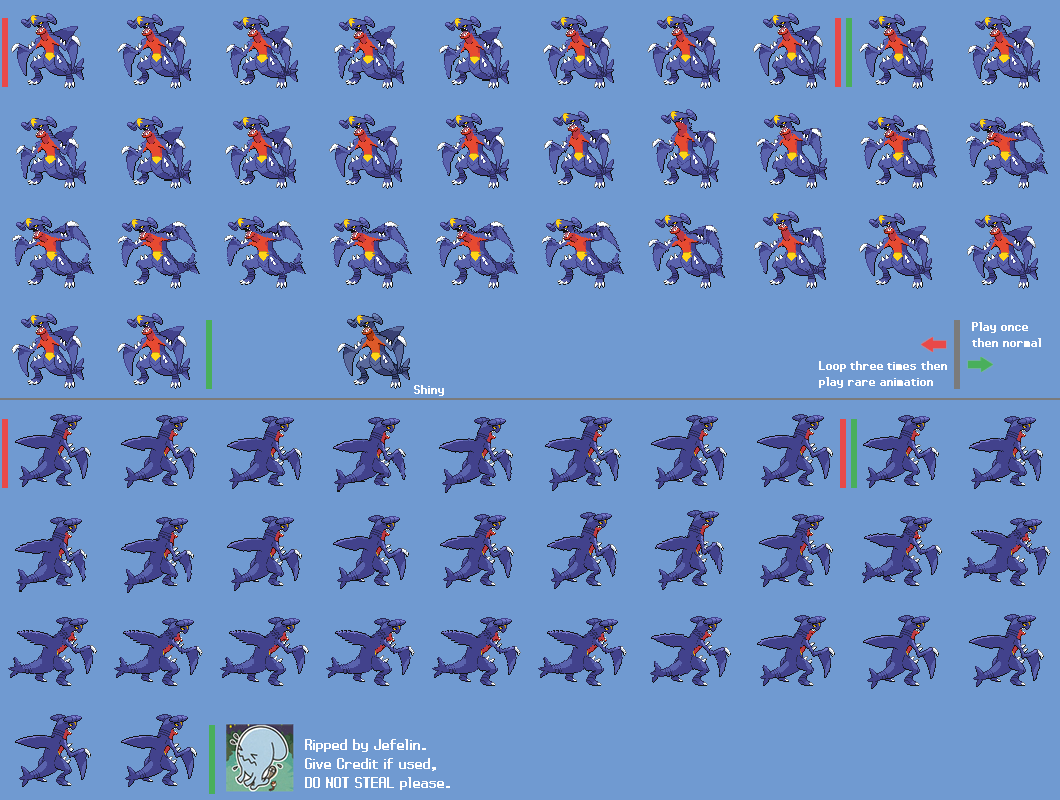 Play once
then normal
Loop three times then
play rare animation
Shiny
Ripped by Jefelin.
Give Credit if used,
DO NOT STEAL please.